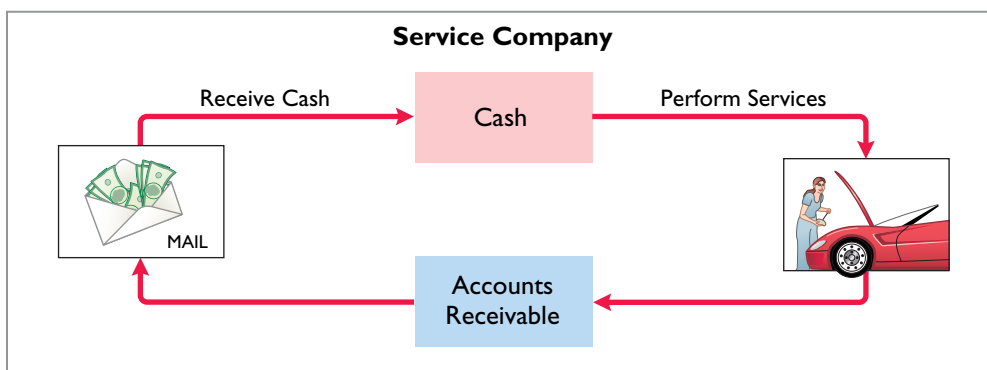 Service Company
Receive Cash
Cash
Perform Services
MAIL
Accounts
Receivable